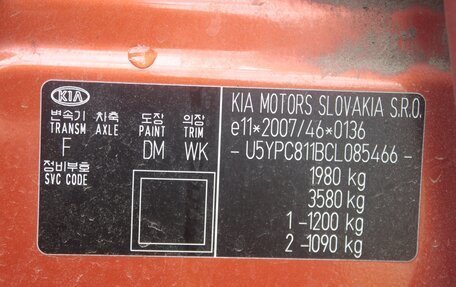 KIA
변속기 차축 도장 의장
TRANSM AXLE PAINT TRIM
F DM WK
정비부호
SVC CODE
KIA MOTORS SLOVAKIA S.R.O.
e11*2007/46*0136
- U5YPC811BCL085466 -
1980 kg
3580 kg
1 -1200 kg
2 -1090 kg